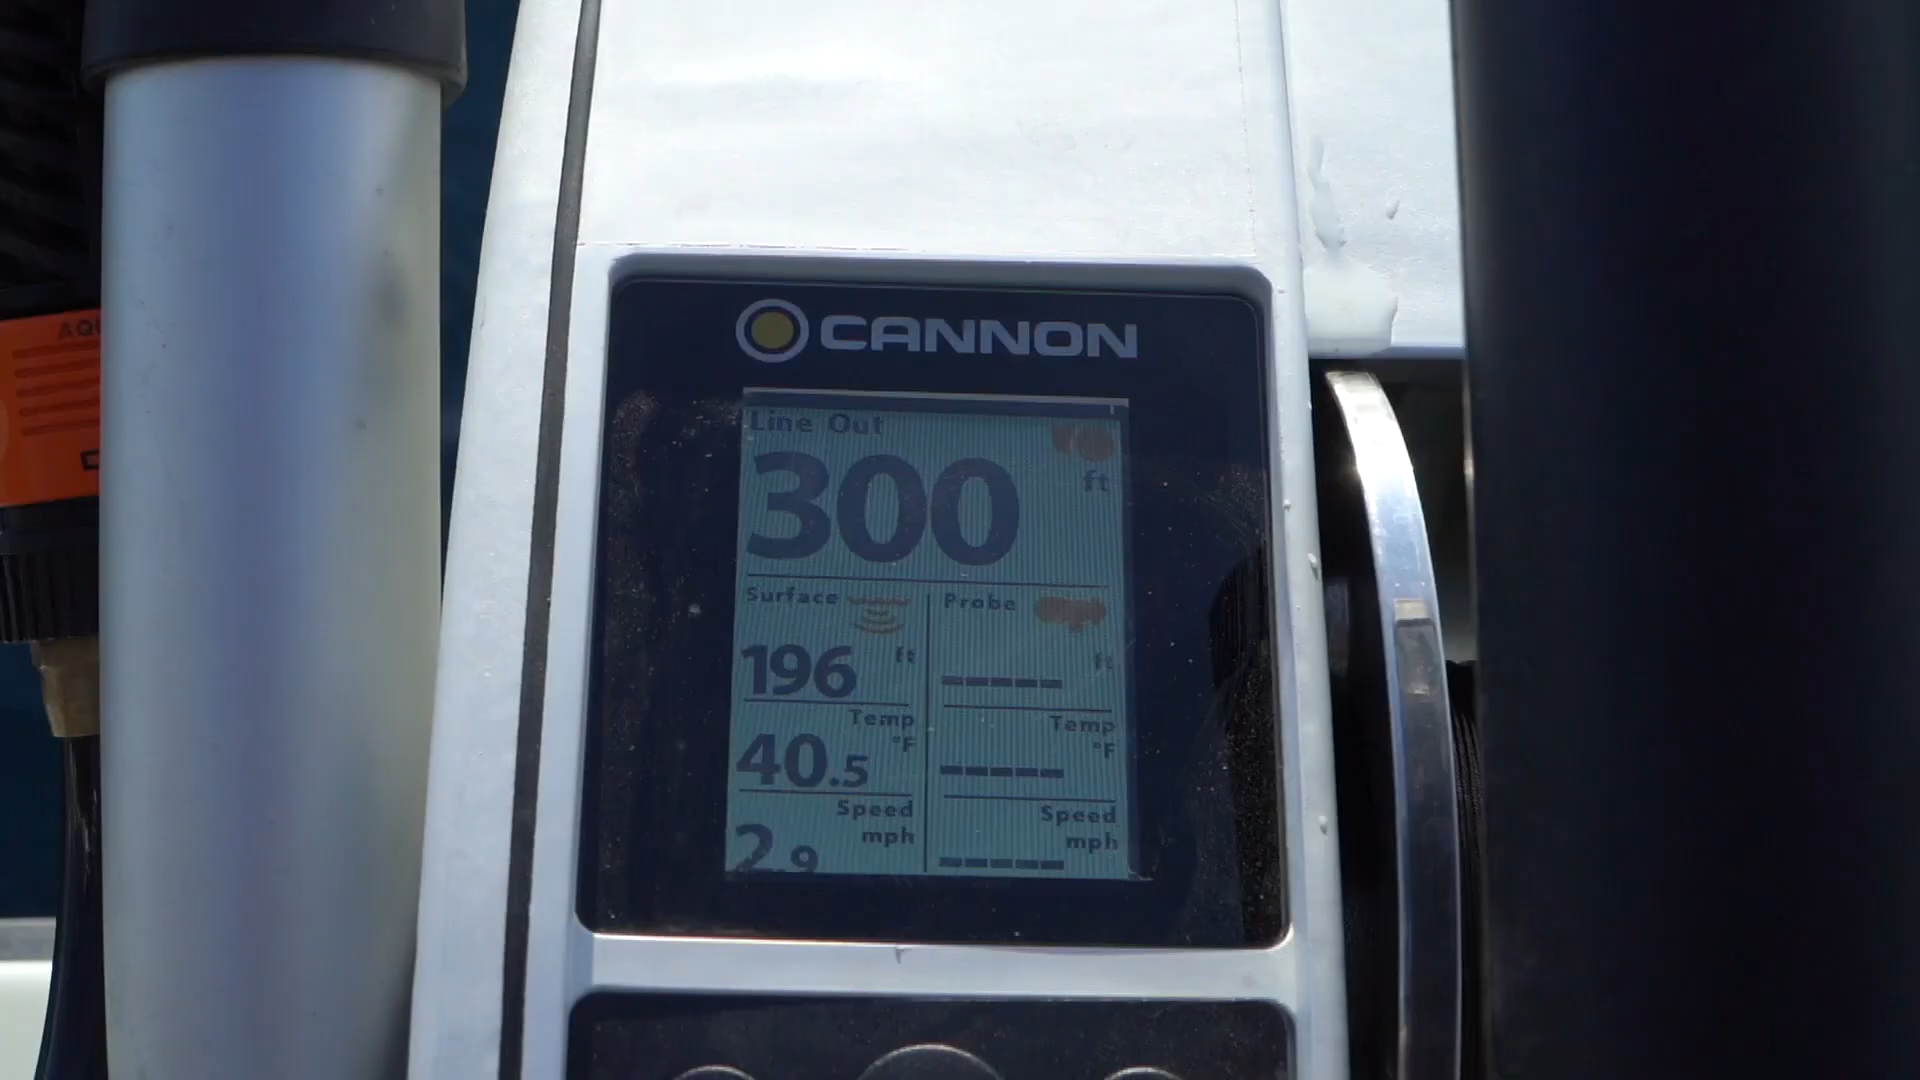 CANNON
Line Out
300 ft
Surface
196 ft
Temp
40.5 °F
Speed
2.9 mph
Probe
----- ft
Temp
----- °F
Speed
----- mph